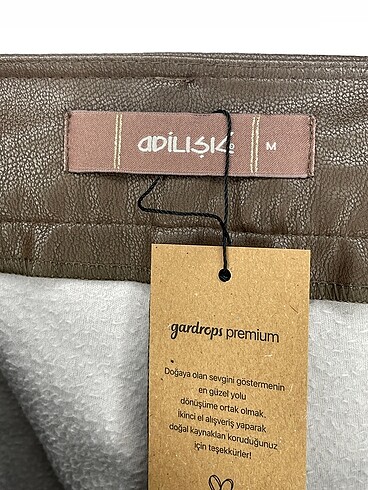 adilışık
M
gardrops premium
Doğaya olan sevgini göstermenin
en güzel yolu
dönüşüme ortak olmak.
İkinci el alışveriş yaparak
doğal kaynakları koruduğunuz
için teşekkürler!